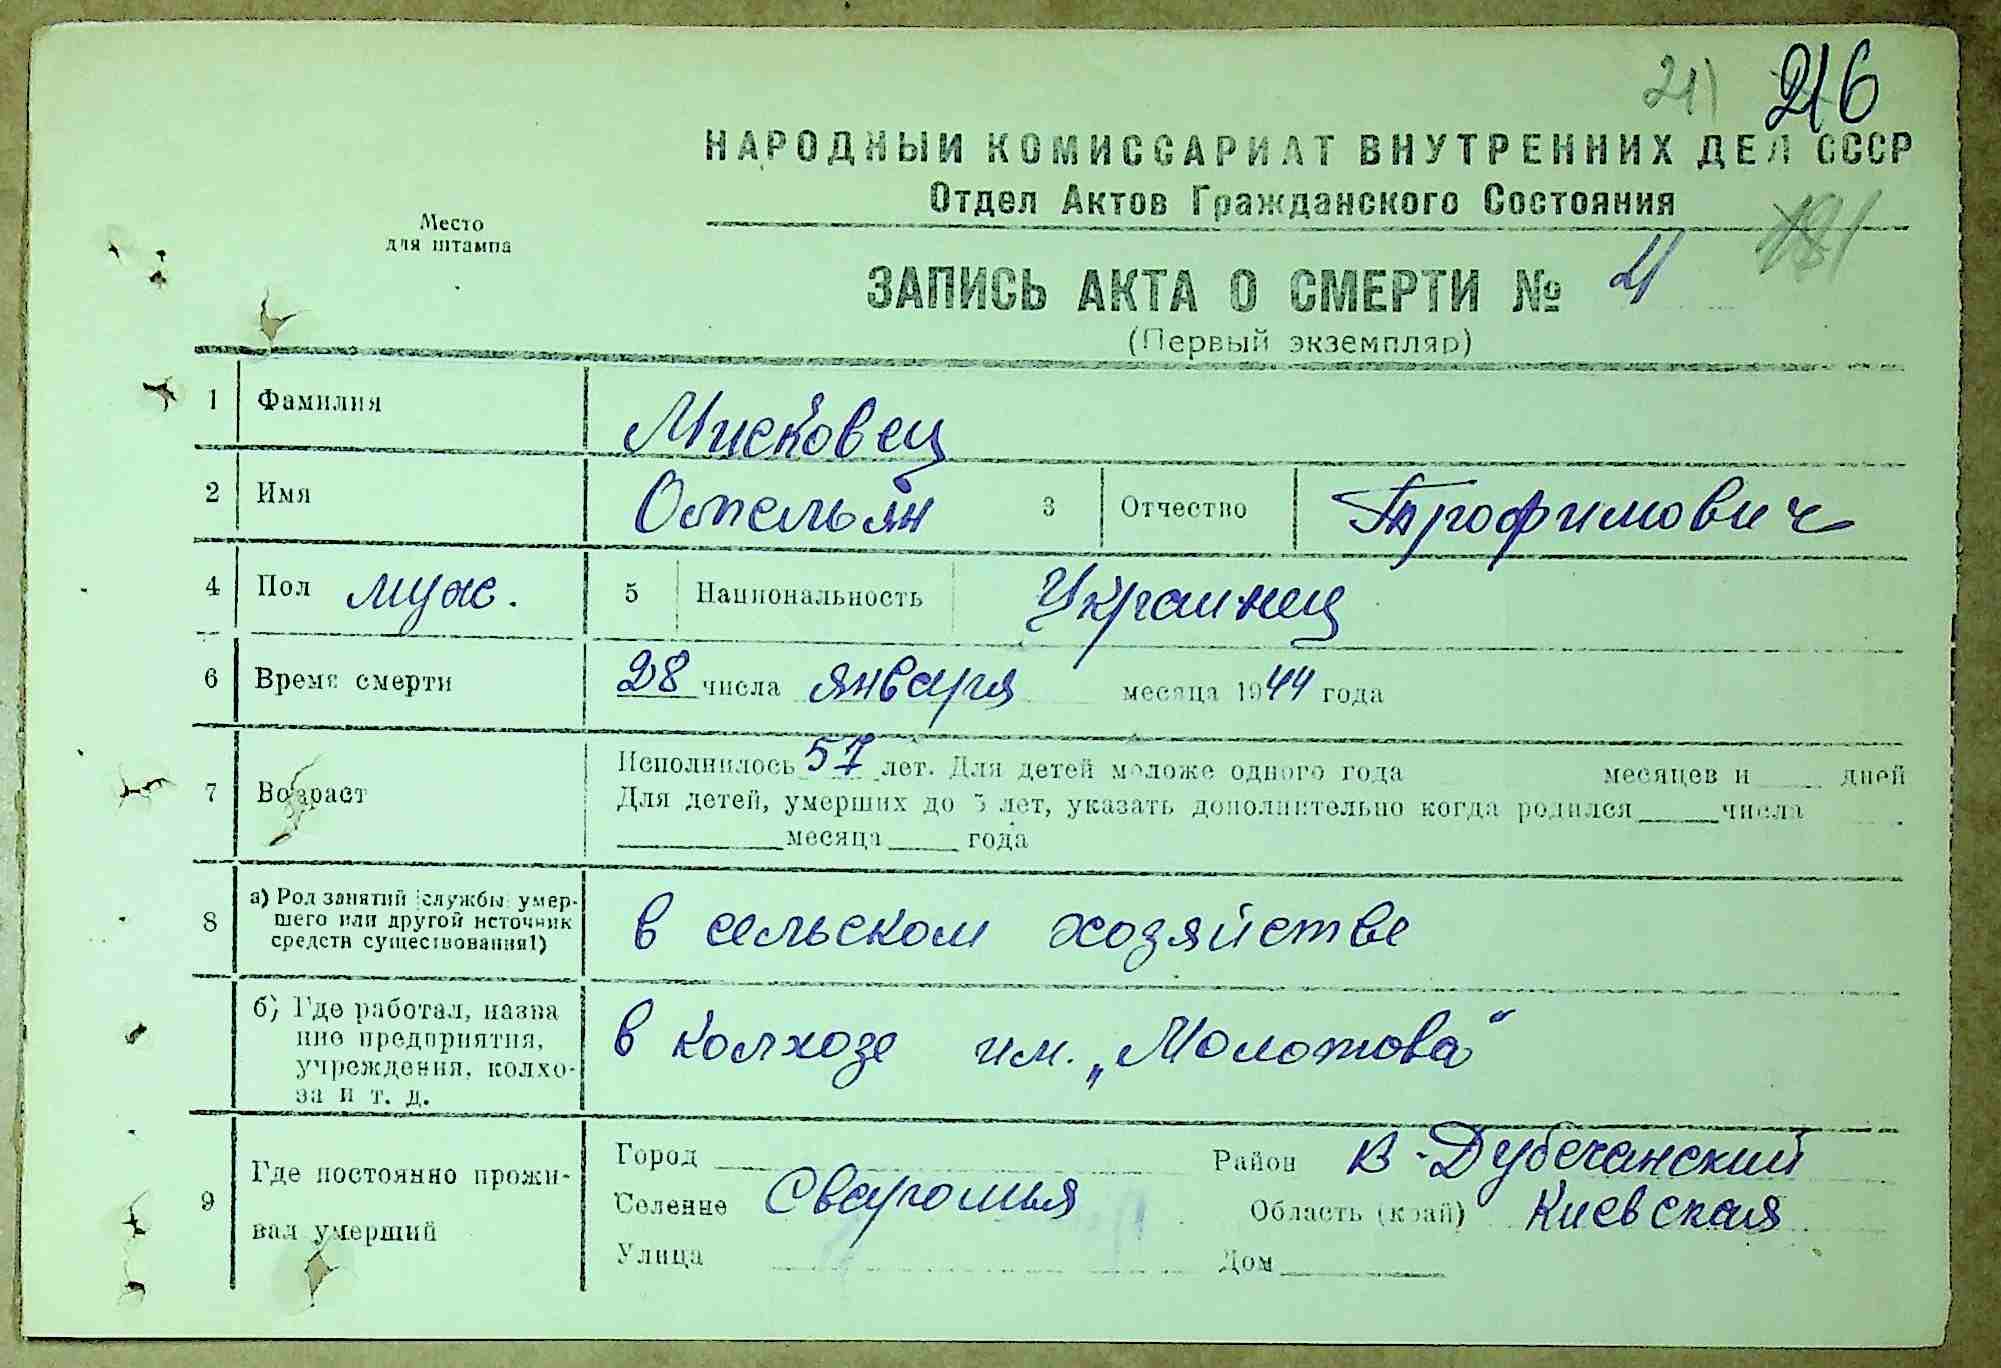 21) 216
НАРОДНЫЙ КОМИССАРИАТ ВНУТРЕННИХ ДЕЛ СССР
Отдел Актов Гражданского Состояния
181
Место
для штампа
ЗАПИСЬ АКТА О СМЕРТИ № 21
(Первый экземпляр)
1 Фамилия Мисковец
2 Имя Омельян 3 Отчество Трофимович
4 Пол муж. 5 Национальность Украинец
6 Время смерти 28 числа января месяца 1944 года
7 Возраст
Исполнилось 57 лет. Для детей моложе одного года месяцев и дней
Для детей, умерших до 3 лет, указать дополнительно когда родился числа
месяца года
8 а) Род занятий (службы) умер-
шего или другой источник
средств существования1)
в сельском хозяйстве
б) Где работал, назва
ние предприятия,
учреждения, колхо-
за и т. д.
в колхозе им. „Молотова“
9 Где постоянно прожи-
вал умерший
Город Район В-Дубечанский
Селение Сваромья Область (край) Киевская
Улица Дом